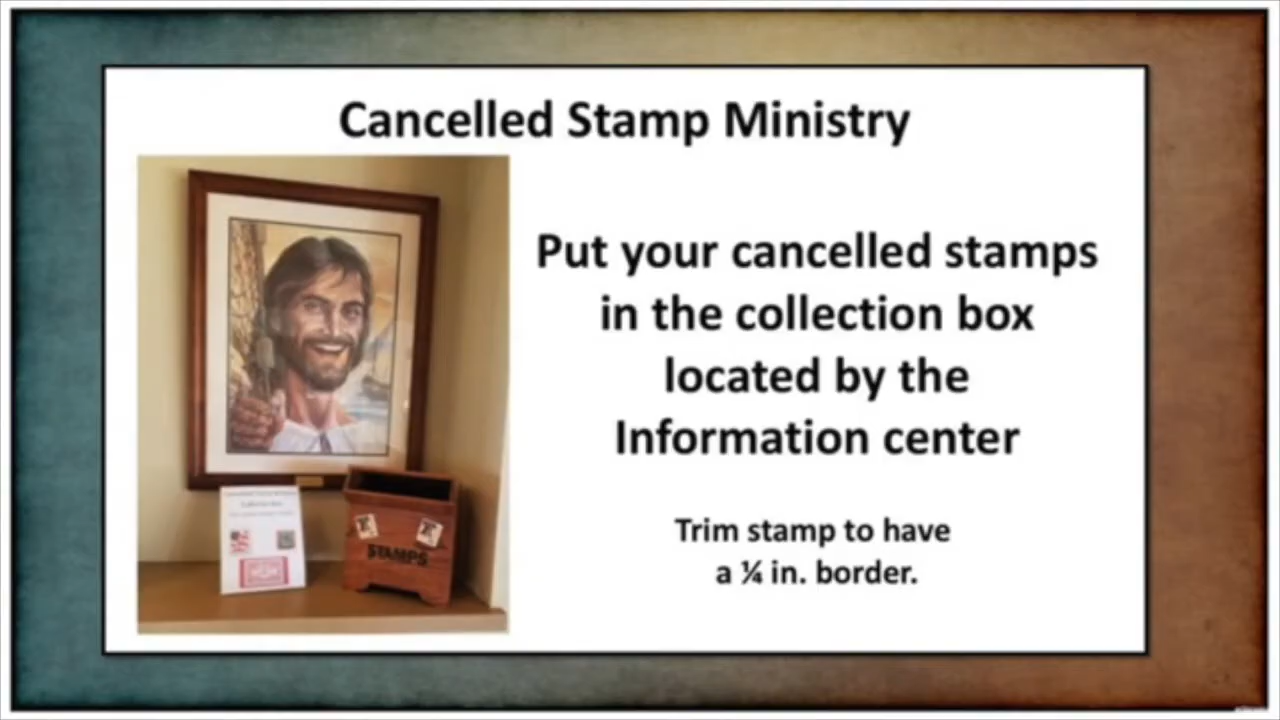 Cancelled Stamp Ministry
Put your cancelled stamps
in the collection box
located by the
Information center
Trim stamp to have
a ¼ in. border.
STAMPS